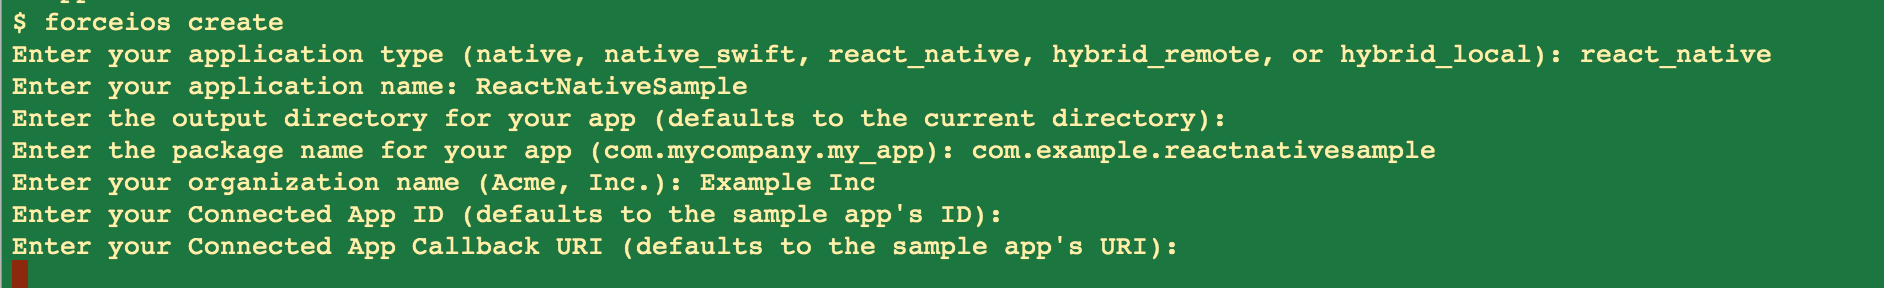 $ forceios create
Enter your application type (native, native_swift, react_native, hybrid_remote, or hybrid_local): react_native
Enter your application name: ReactNativeSample
Enter the output directory for your app (defaults to the current directory):
Enter the package name for your app (com.mycompany.my_app): com.example.reactnativesample
Enter your organization name (Acme, Inc.): Example Inc
Enter your Connected App ID (defaults to the sample app's ID):
Enter your Connected App Callback URI (defaults to the sample app's URI):